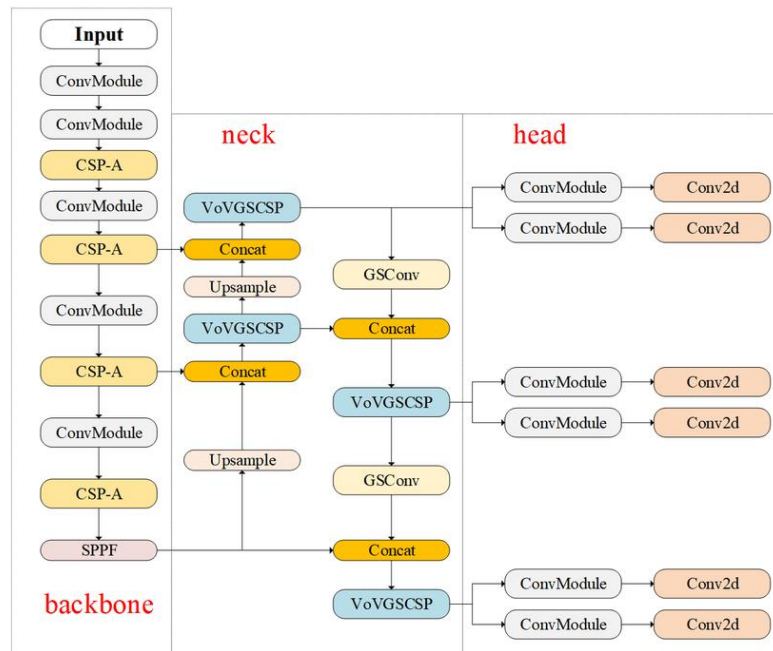 Input
ConvModule
ConvModule
CSP-A
ConvModule
CSP-A
ConvModule
CSP-A
ConvModule
CSP-A
SPPF
backbone
neck
VoVGSCSP
Concat
Upsample
VoVGSCSP
Concat
Upsample
GSConv
Concat
VoVGSCSP
GSConv
Concat
VoVGSCSP
head
ConvModule Conv2d
ConvModule Conv2d
ConvModule Conv2d
ConvModule Conv2d
ConvModule Conv2d
ConvModule Conv2d